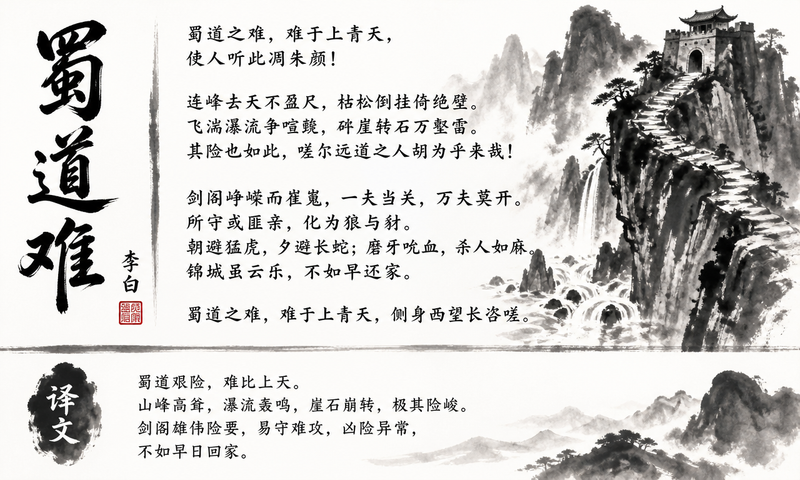 蜀道难
李白
蜀道之难，难于上青天，
使人听此凋朱颜！
连峰去天不盈尺，枯松倒挂倚绝壁。
飞湍瀑流争喧豗，砯崖转石万壑雷。
其险也如此，嗟尔远道之人胡为乎来哉！
剑阁峥嵘而崔嵬，一夫当关，万夫莫开。
所守或匪亲，化为狼与豺。
朝避猛虎，夕避长蛇；磨牙吮血，杀人如麻。
锦城虽云乐，不如早还家。
蜀道之难，难于上青天，侧身西望长咨嗟。
译文
蜀道艰险，难比上天。
山峰高耸，瀑流轰鸣，崖石崩转，极其险峻。
剑阁雄伟险要，易守难攻，凶险异常，
不如早日回家。